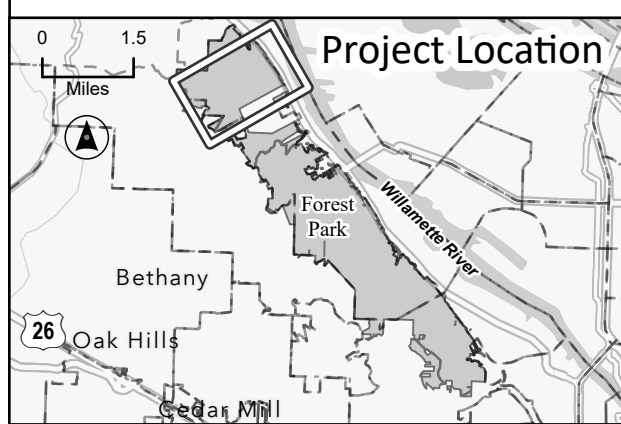 Project Location
0 1.5
Miles
Forest
Park
Willamette River
Bethany
26
Oak Hills
Cedar Mill